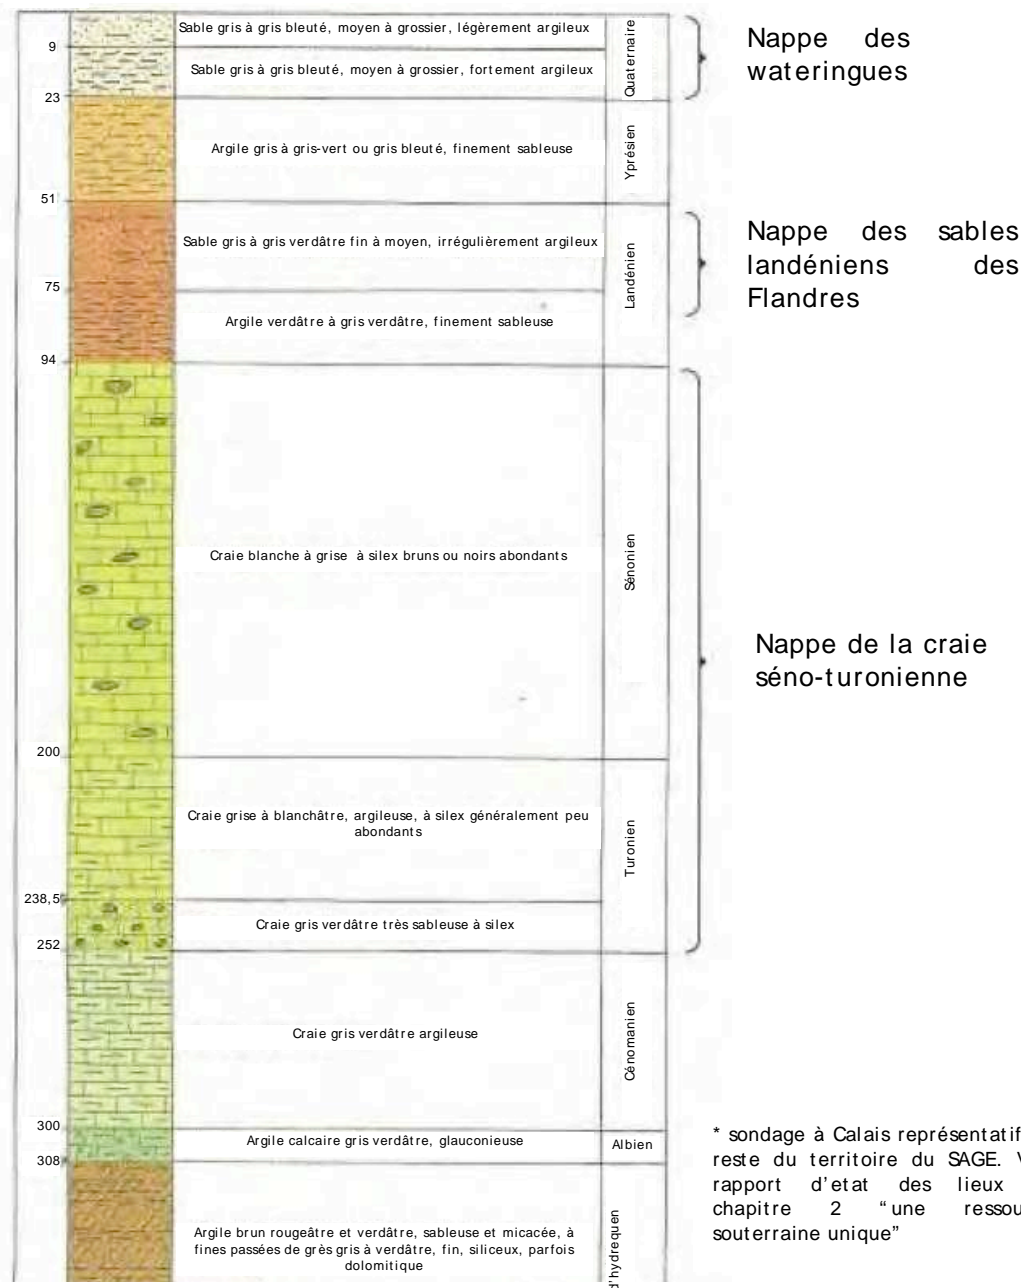 Sable gris à gris bleuté, moyen à grossier, légèrement argileux
9
Sable gris à gris bleuté, moyen à grossier, fortement argileux
Quaternaire
Nappe des
wateringues
23
Argile gris à gris-vert ou gris bleuté, finement sableuse
Yprésien
51
Sable gris à gris verdâtre fin à moyen, irrégulièrement argileux
75
Argile verdâtre à gris verdâtre, finement sableuse
Landénien
Nappe des sables
landéniens des
Flandres
94
Craie blanche à grise à silex bruns ou noirs abondants
Sénonien
Nappe de la craie
séno-turonienne
200
Craie grise à blanchâtre, argileuse, à silex généralement peu
abondants
Turonien
238,5
Craie gris verdâtre très sableuse à silex
252
Craie gris verdâtre argileuse
Cénomanien
300
Argile calcaire gris verdâtre, glauconieuse
Albien
308
Argile brun rougeâtre et verdâtre, sableuse et micacée, à
fines passées de grès gris à verdâtre, fin, siliceux, parfois
dolomitique
d'hydrequen
* sondage à Calais représentatif
reste du territoire du SAGE.
rapport d'etat des lieux
chapitre 2 "une ressou
souterraine unique"